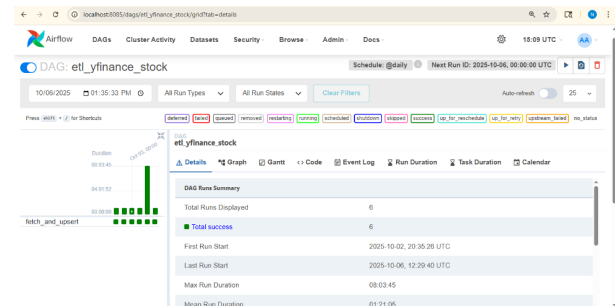 localhost:8085/dags/etl_yfinance_stock/grid?tab=details
Airflow DAGs Cluster Activity Datasets Security Browse Admin Docs 15:09 UTC AA
DAG: etl_yfinance_stock Schedule: @daily Next Run ID: 2025-10-06, 00:00:00 UTC
10/06/2025 01:35:33 PM All Run Types All Run States Clear Filters Auto-refresh 25
Press shift + / for Shortcuts deferred failed queued removed restarting running scheduled shutdown skipped success up_for_reschedule up_for_retry upstream_failed no_status
DAG
etl_yfinance_stock
Duration
Oct 03, 00:00
08:03:45
04:01:52
00:00:00
fetch_and_upsert
Details Graph Gantt <> Code Event Log Run Duration Task Duration Calendar
DAG Runs Summary
Total Runs Displayed 6
Total success 6
First Run Start 2025-10-02, 20:35:26 UTC
Last Run Start 2025-10-06, 12:29:40 UTC
Max Run Duration 08:03:45
Mean Run Duration 01:21:05